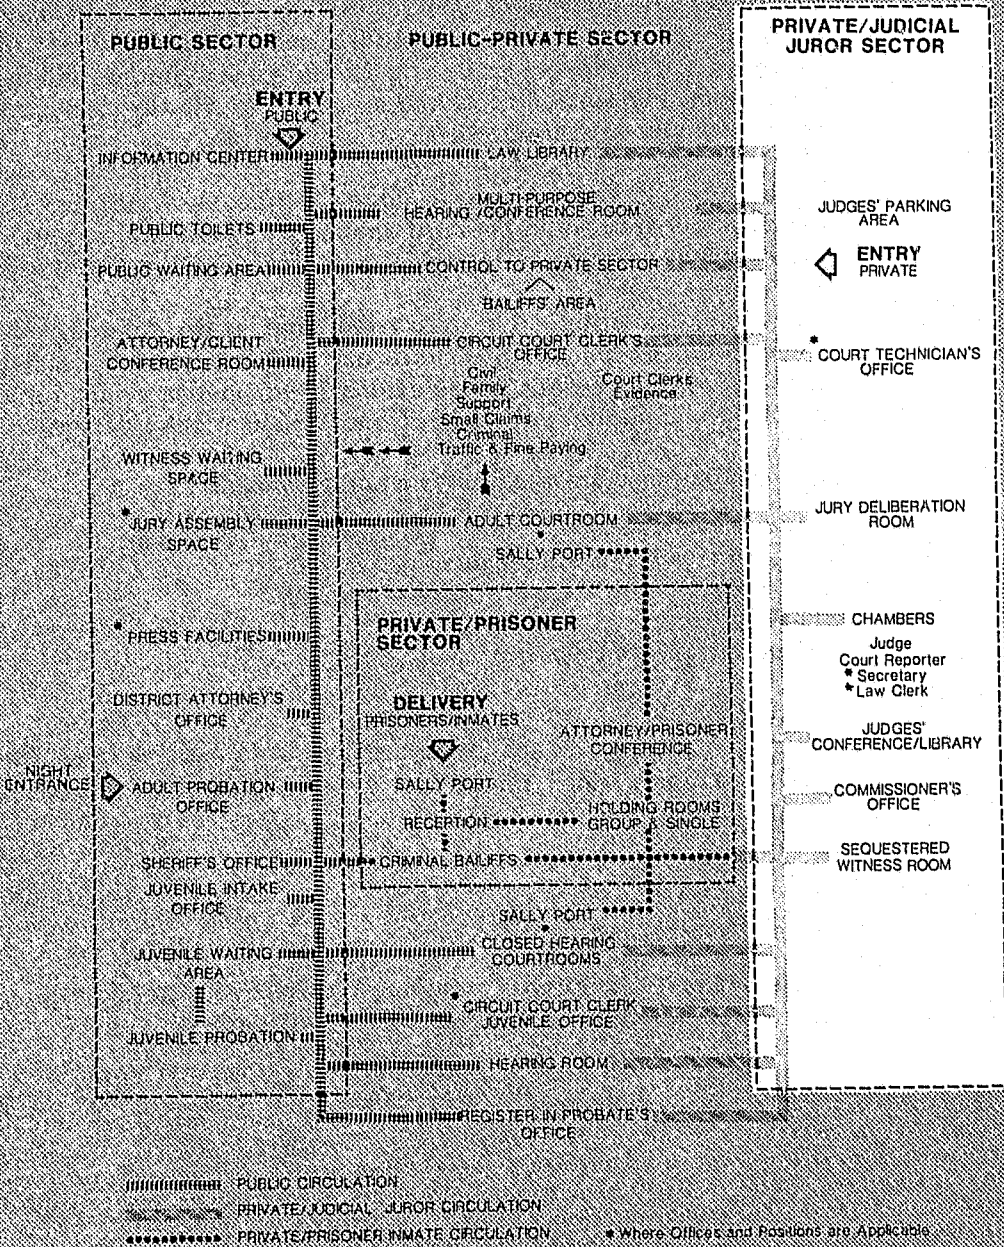 PUBLIC SECTOR
ENTRY
PUBLIC
INFORMATION CENTER
PUBLIC TOILETS
PUBLIC WAITING AREA
ATTORNEY/CLIENT
CONFERENCE ROOM
WITNESS WAITING
SPACE
*JURY ASSEMBLY
SPACE
*PRESS FACILITIES
DISTRICT ATTORNEY'S
OFFICE
NIGHT
ENTRANCE
ADULT PROBATION
OFFICE
SHERIFF'S OFFICE
JUVENILE INTAKE
OFFICE
JUVENILE WAITING
AREA
JUVENILE PROBATION
PUBLIC-PRIVATE SECTOR
LAW LIBRARY
MULTI-PURPOSE
HEARING/CONFERENCE ROOM
CONTROL TO PRIVATE SECTOR
BAILIFFS' AREA
CIRCUIT COURT CLERK'S
OFFICE
Civil
Family
Support
Small Claims
Criminal
Traffic & Fine Paying
Court Clerks
Evidence
ADULT COURTROOM
SALLY PORT
PRIVATE/PRISONER
SECTOR
DELIVERY
PRISONERS/INMATES
ATTORNEY/PRISONER
CONFERENCE
SALLY PORT
RECEPTION
HOLDING ROOMS
GROUP & SINGLE
CRIMINAL BAILIFFS
SALLY PORT
CLOSED HEARING
COURTROOMS
*CIRCUIT COURT CLERK
JUVENILE OFFICE
HEARING ROOM
REGISTER IN PROBATE'S
OFFICE
PRIVATE/JUDICIAL
JUROR SECTOR
JUDGES' PARKING
AREA
ENTRY
PRIVATE
*COURT TECHNICIAN'S
OFFICE
JURY DELIBERATION
ROOM
CHAMBERS
Judge
Court Reporter
*Secretary
*Law Clerk
JUDGES'
CONFERENCE/LIBRARY
COMMISSIONER'S
OFFICE
SEQUESTERED
WITNESS ROOM
PUBLIC CIRCULATION
PRIVATE/JUDICIAL JUROR CIRCULATION
PRIVATE/PRISONER INMATE CIRCULATION
*Where Offices and Positions are Applicable